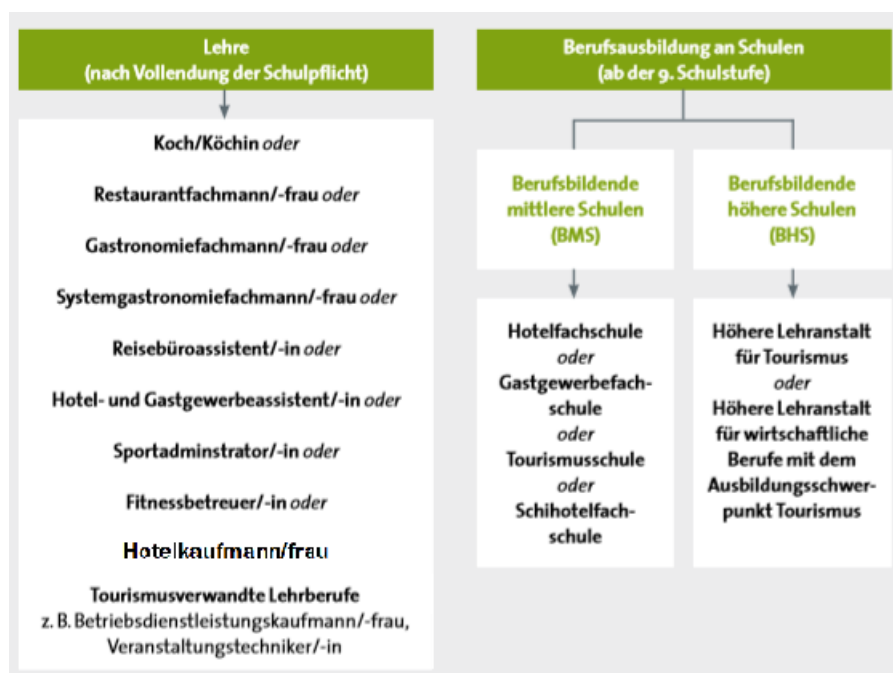 Lehre
(nach Vollendung der Schulpflicht)
Koch/Köchin oder
Restaurantfachmann/-frau oder
Gastronomiefachmann/-frau oder
Systemgastronomiefachmann/-frau oder
Reisebüroassistent/-in oder
Hotel- und Gastgewerbeassistent/-in oder
Sportadminstrator/-in oder
Fitnessbetreuer/-in oder
Hotelkaufmann/frau
Tourismusverwandte Lehrberufe
z. B. Betriebsdienstleistungskaufmann/-frau,
Veranstaltungstechniker/-in
Berufsausbildung an Schulen
(ab der 9. Schulstufe)
Berufsbildende
mittlere Schulen
(BMS)
Hotelfachschule
oder
Gastgewerbefach-
schule
oder
Tourismusschule
oder
Schihotelfach-
schule
Berufsbildende
höhere Schulen
(BHS)
Höhere Lehranstalt
für Tourismus
oder
Höhere Lehranstalt
für wirtschaftliche
Berufe mit dem
Ausbildungsschwer-
punkt Tourismus